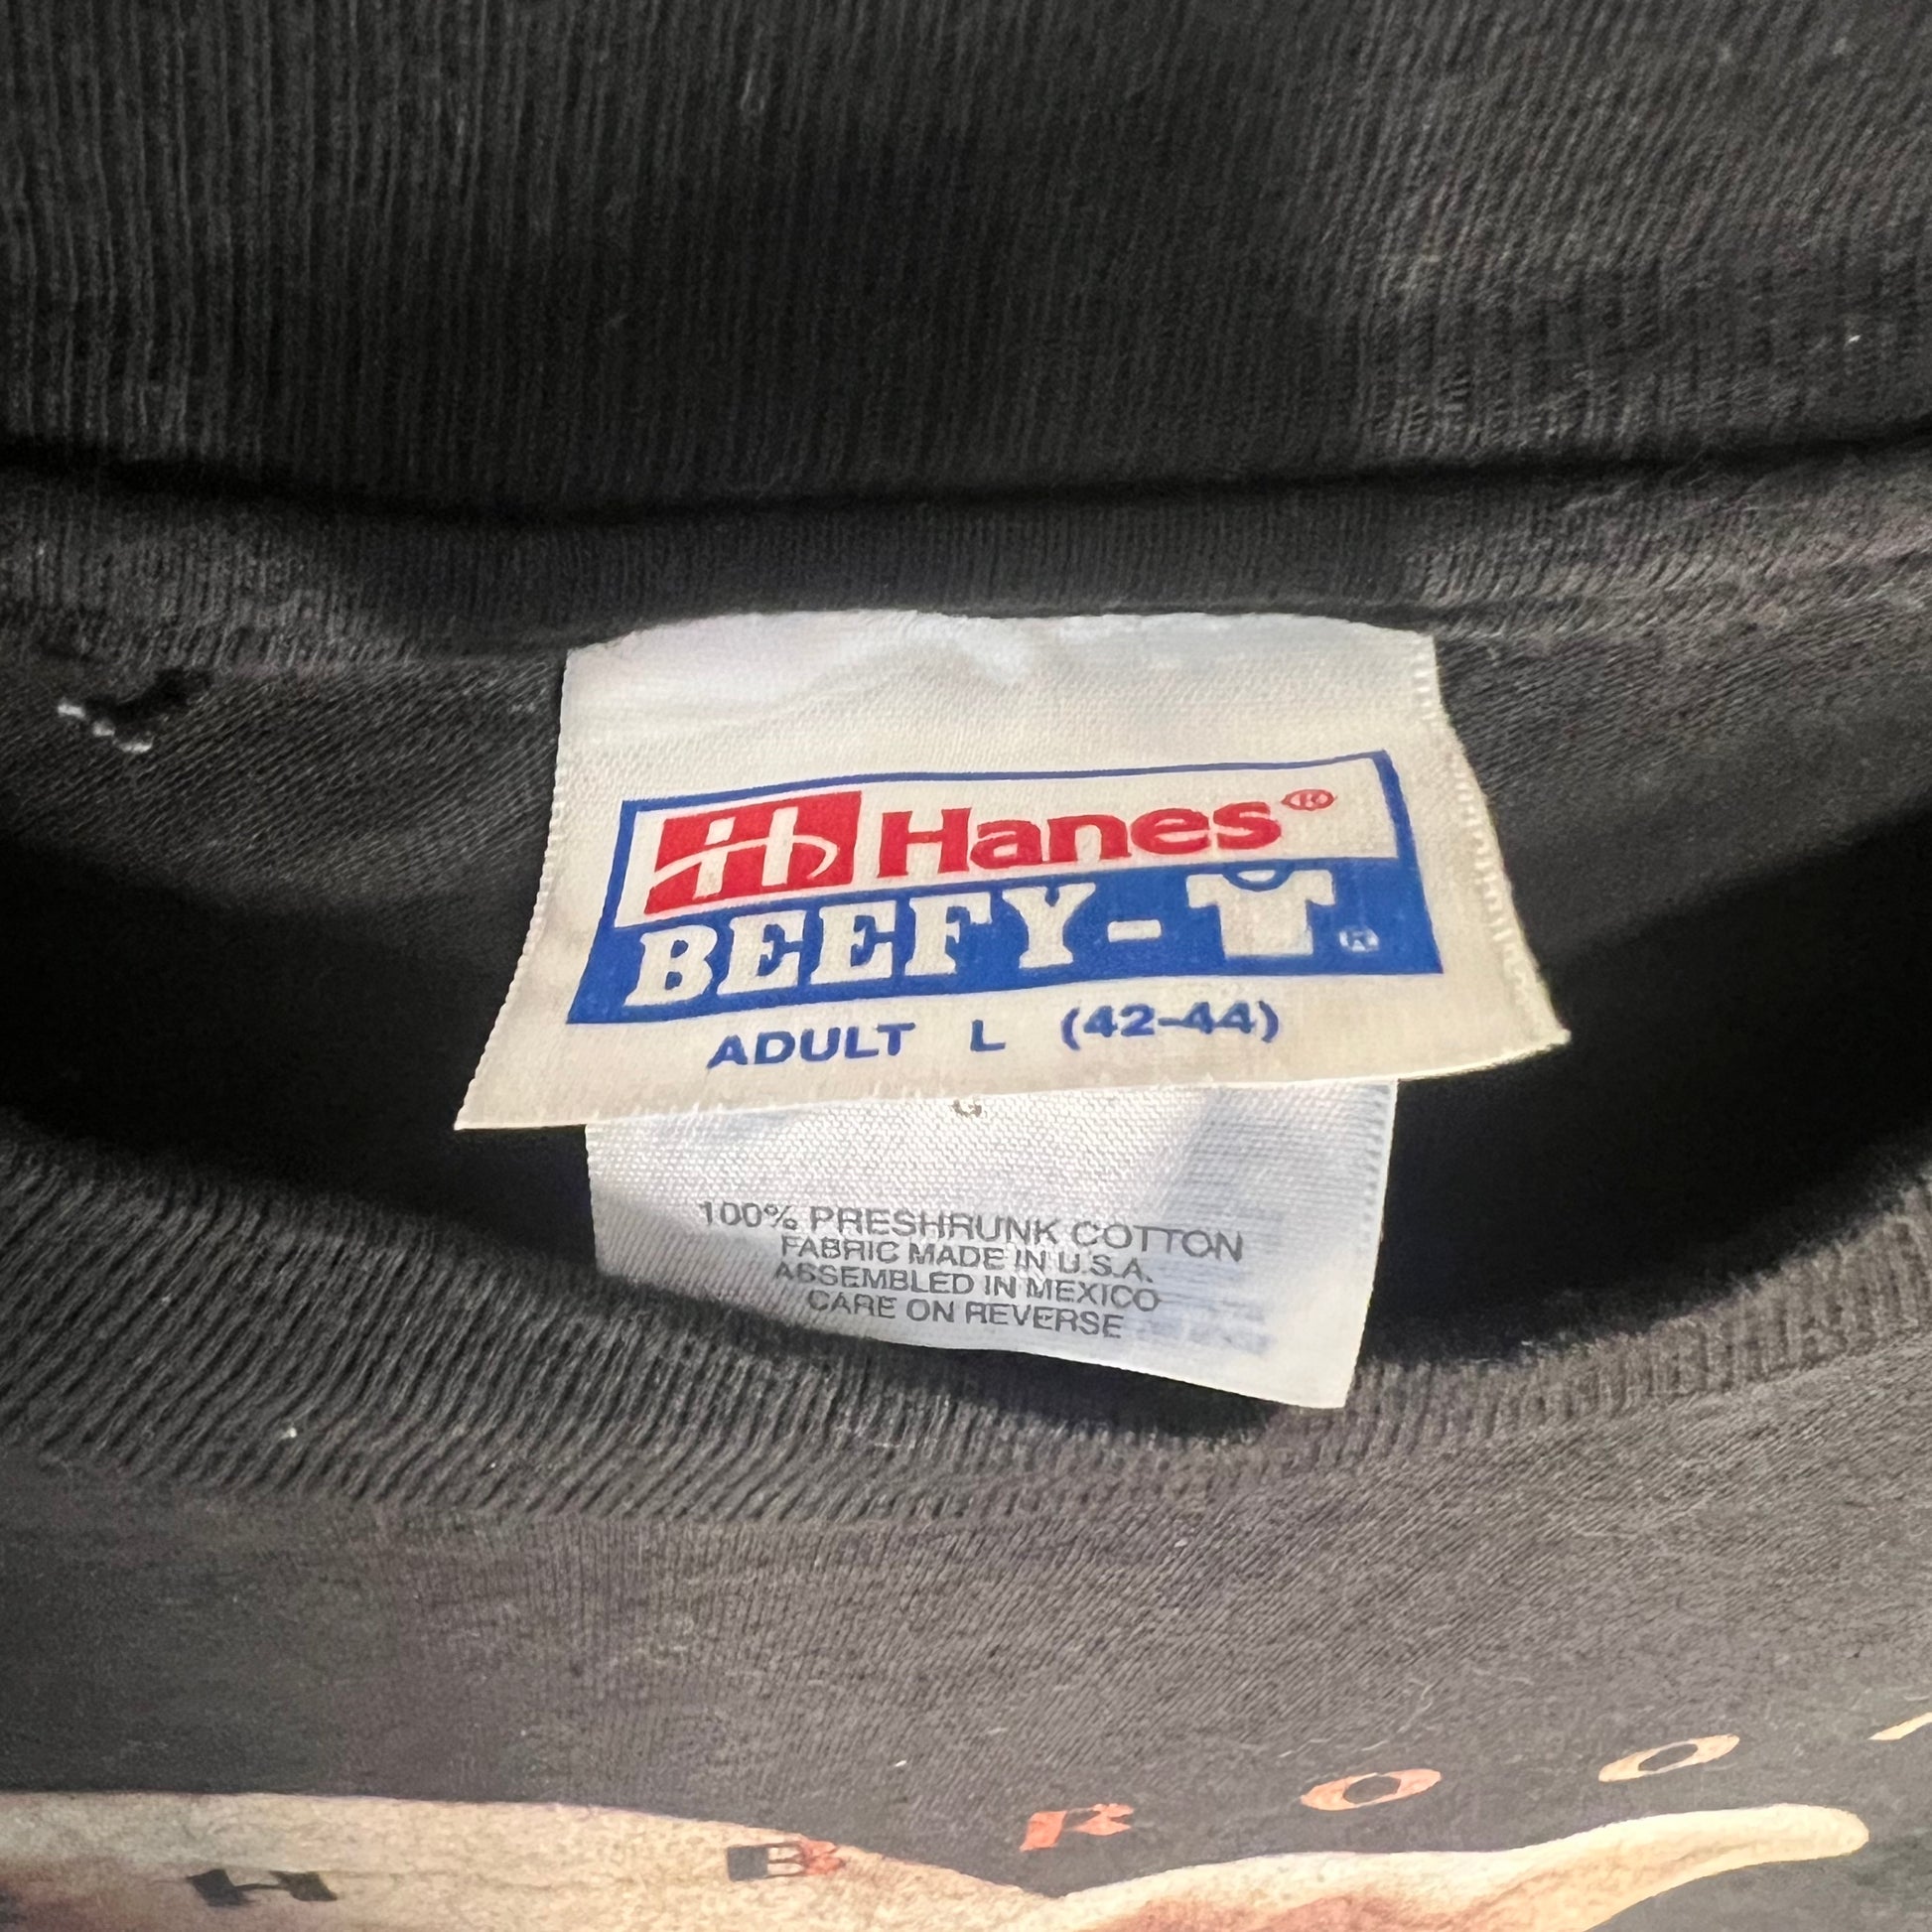 Hanes®
BEEFY-T®
ADULT L (42-44)
100% PRESHRUNK COTTON
FABRIC MADE IN U.S.A.
ASSEMBLED IN MEXICO
CARE ON REVERSE
H B R O O